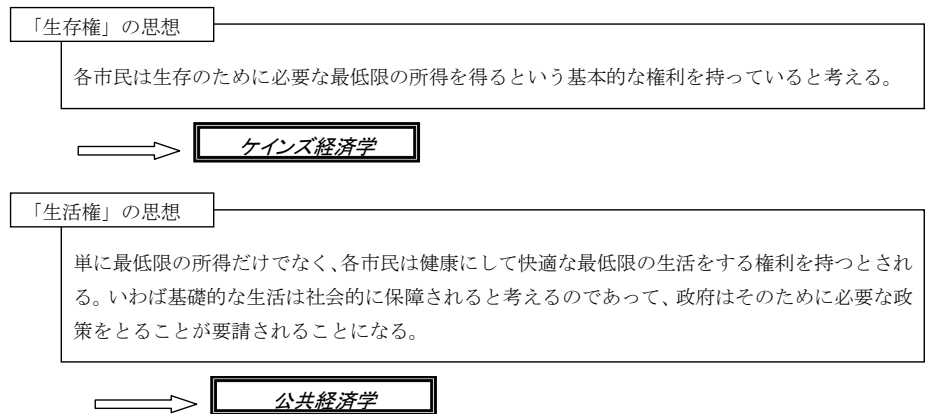 「生存権」の思想
各市民は生存のために必要な最低限の所得を得るという基本的な権利を持っていると考える。
ケインズ経済学
「生活権」の思想
単に最低限の所得だけでなく、各市民は健康にして快適な最低限の生活をする権利を持つとされ
る。いわば基礎的な生活は社会的に保障されると考えるのであって、政府はそのために必要な政
策をとることが要請されることになる。
公共経済学